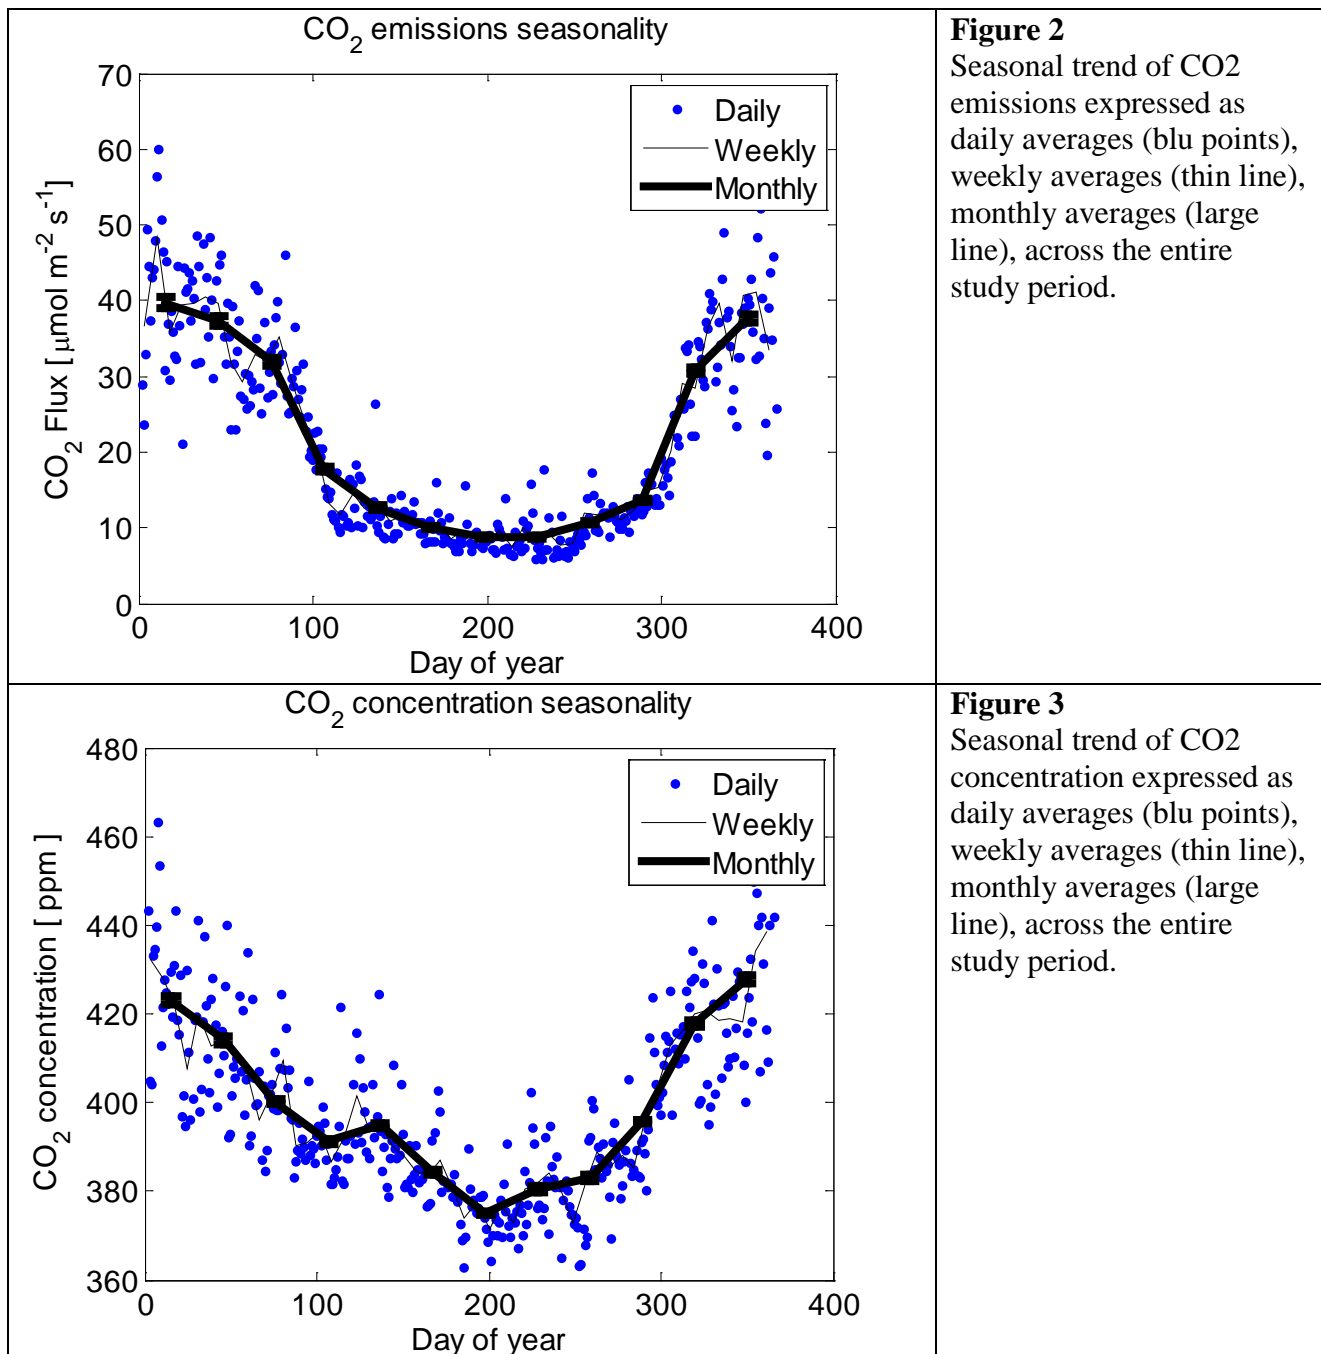 CO2 emissions seasonality
70
60
50
40
30
20
10
0
CO2 Flux [ μmol m-2 s-1]
Daily
Weekly
Monthly
0 100 200 300 400
Day of year
Figure 2
Seasonal trend of CO2
emissions expressed as
daily averages (blu points),
weekly averages (thin line),
monthly averages (large
line), across the entire
study period.
CO2 concentration seasonality
480
460
440
420
400
380
360
CO2 concentration [ ppm ]
Daily
Weekly
Monthly
0 100 200 300 400
Day of year
Figure 3
Seasonal trend of CO2
concentration expressed as
daily averages (blu points),
weekly averages (thin line),
monthly averages (large
line), across the entire
study period.